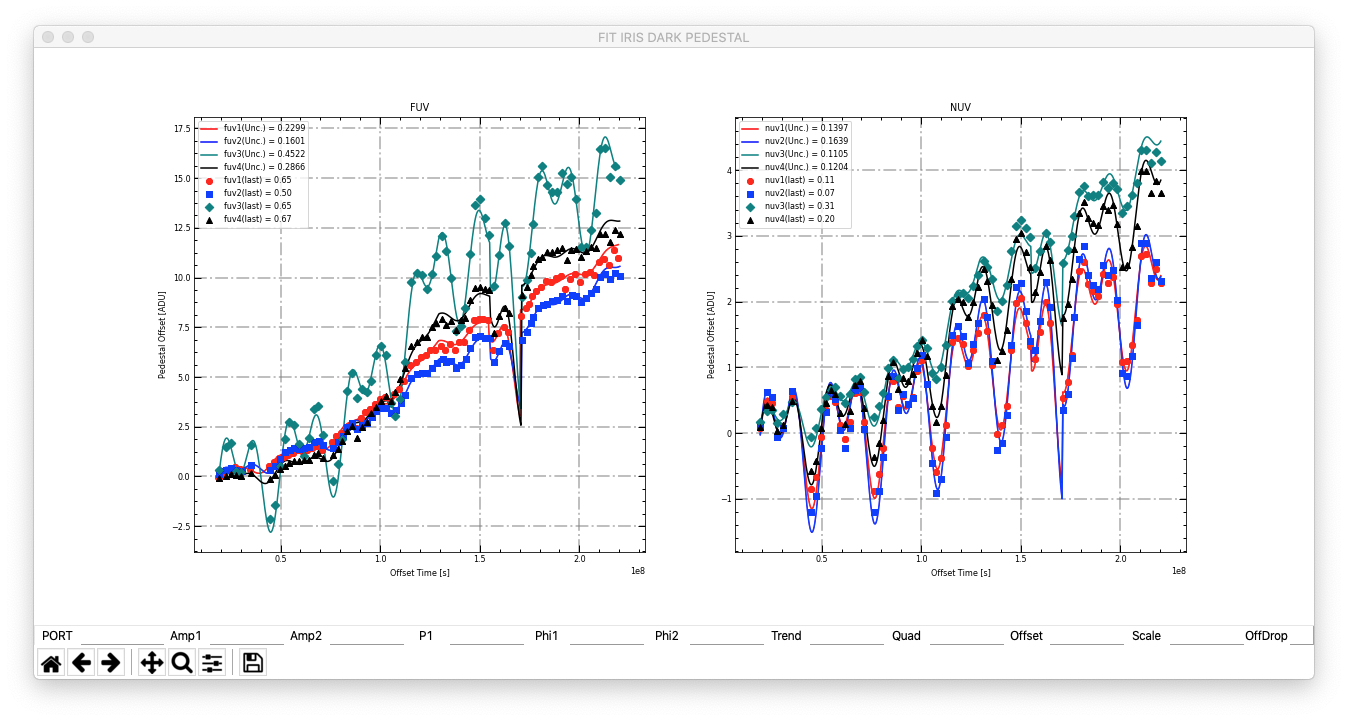 FIT IRIS DARK PEDESTAL
FUV
17.5
15.0
12.5
10.0
7.5
5.0
2.5
0.0
−2.5
Pedestal Offset [ADU]
fuv1(Unc.) = 0.2299
fuv2(Unc.) = 0.1601
fuv3(Unc.) = 0.4522
fuv4(Unc.) = 0.2866
fuv1(last) = 0.65
fuv2(last) = 0.50
fuv3(last) = 0.65
fuv4(last) = 0.67
0.5 1.0 1.5 2.0
Offset Time [s]
1e8
NUV
4
3
2
1
0
−1
Pedestal Offset [ADU]
nuv1(Unc.) = 0.1397
nuv2(Unc.) = 0.1639
nuv3(Unc.) = 0.1105
nuv4(Unc.) = 0.1204
nuv1(last) = 0.11
nuv2(last) = 0.07
nuv3(last) = 0.31
nuv4(last) = 0.20
0.5 1.0 1.5 2.0
Offset Time [s]
1e8
PORT Amp1 Amp2 P1 Phi1 Phi2 Trend Quad Offset Scale OffDrop